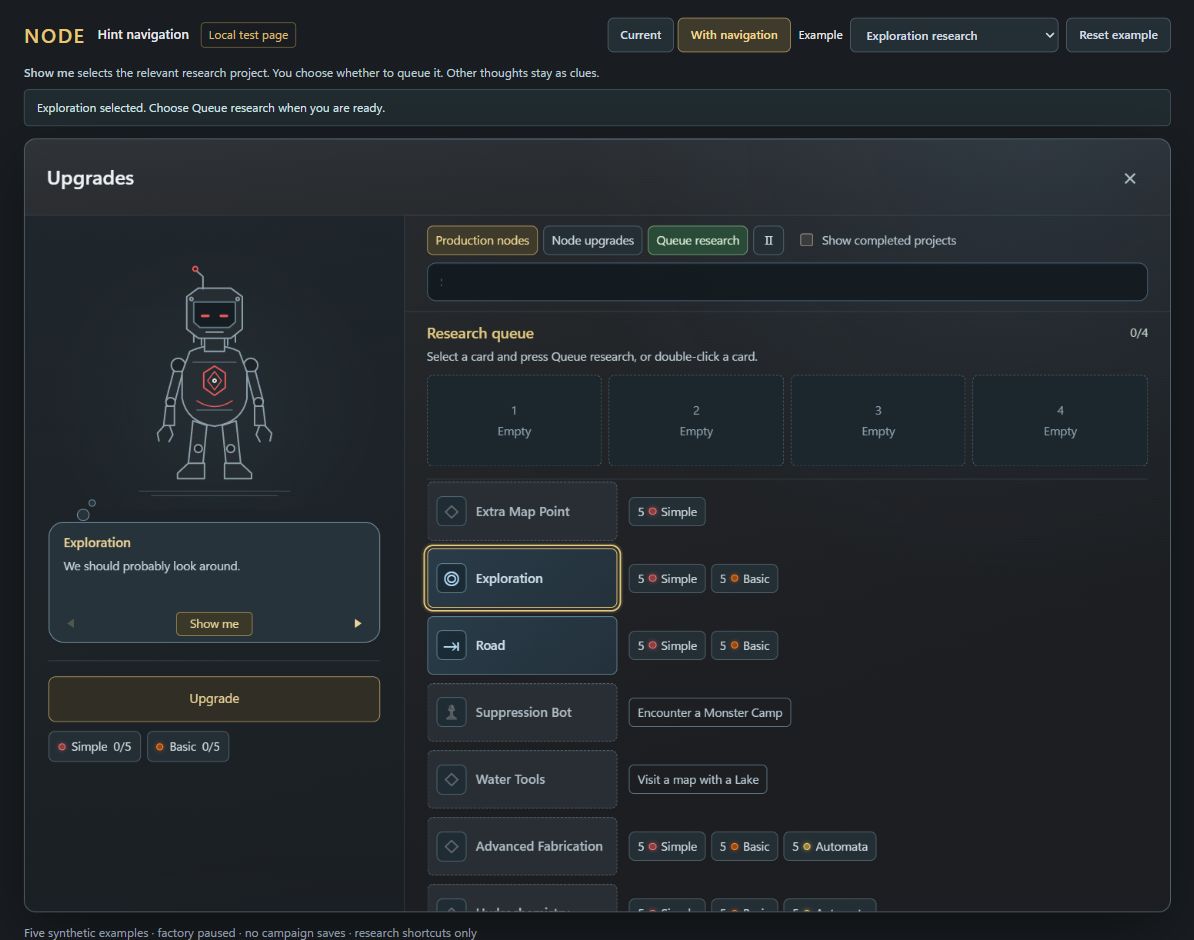 NODE Hint navigation Local test page Current With navigation Example Exploration research Reset example
Show me selects the relevant research project. You choose whether to queue it. Other thoughts stay as clues.
Exploration selected. Choose Queue research when you are ready.
Upgrades
Production nodes Node upgrades Queue research Show completed projects
Research queue 0/4
Select a card and press Queue research, or double-click a card.
1 2 3 4
Empty Empty Empty Empty
Extra Map Point 5 Simple
Exploration
We should probably look around.
Show me
Exploration 5 Simple 5 Basic
Road 5 Simple 5 Basic
Upgrade
Simple 0/5 Basic 0/5
Suppression Bot Encounter a Monster Camp
Water Tools Visit a map with a Lake
Advanced Fabrication 5 Simple 5 Basic 5 Automata
Five synthetic examples · factory paused · no campaign saves · research shortcuts only